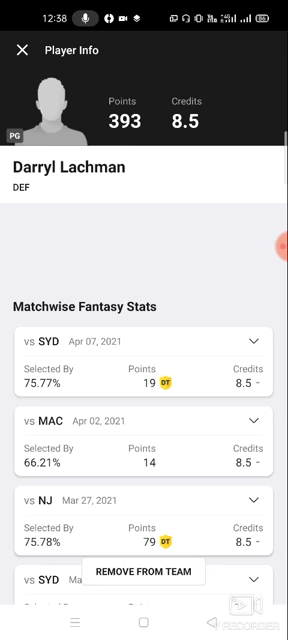 12:38
86
Player Info
Points Credits
393 8.5
PG
Darryl Lachman
DEF
Matchwise Fantasy Stats
vs SYD Apr 07, 2021
Selected By Points Credits
75.77% 19 DT 8.5 -
vs MAC Apr 02, 2021
Selected By Points Credits
66.21% 14 8.5 -
vs NJ Mar 27, 2021
Selected By Points Credits
75.78% 79 DT 8.5 -
vs SYD
REMOVE FROM TEAM
RECORDER